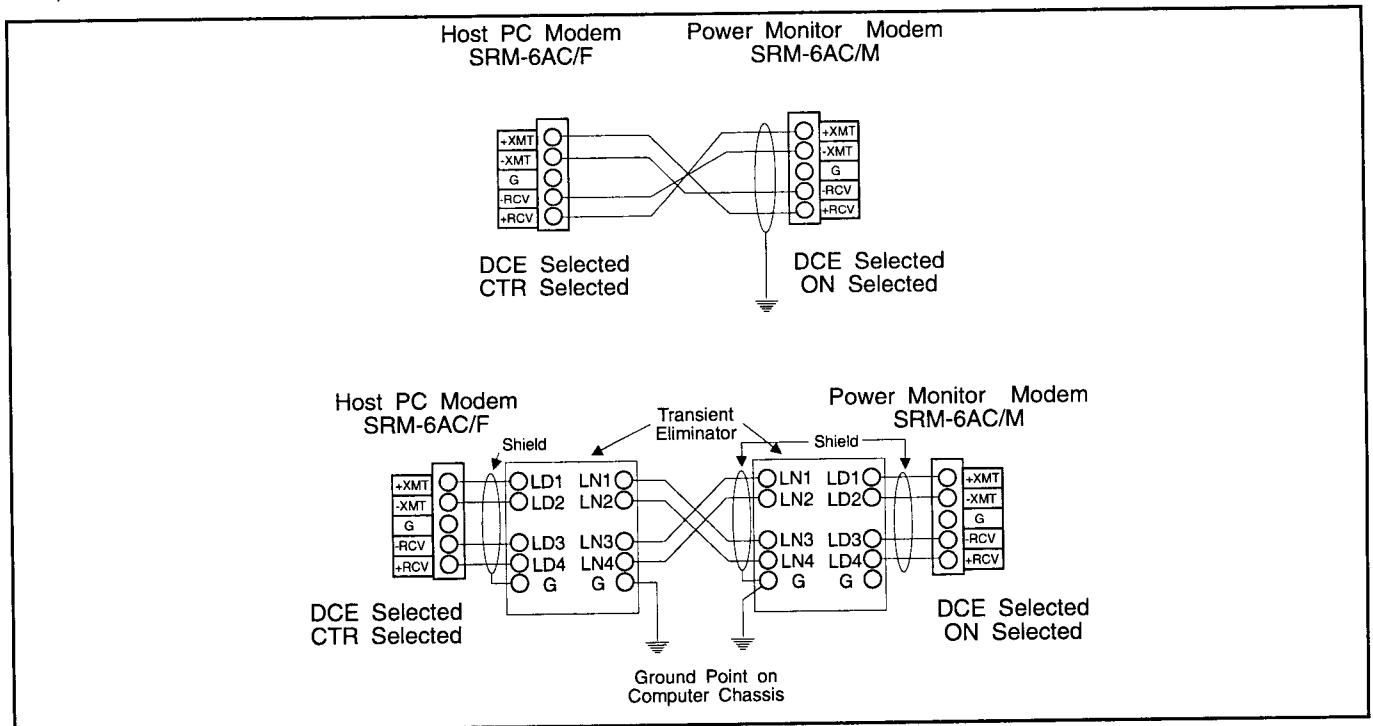 Host PC Modem
SRM-6AC/F
Power Monitor Modem
SRM-6AC/M
+XMT
-XMT
G
-RCV
+RCV
+XMT
-XMT
G
-RCV
+RCV
DCE Selected
CTR Selected
DCE Selected
ON Selected
Host PC Modem
SRM-6AC/F
Transient
Eliminator
Power Monitor Modem
SRM-6AC/M
Shield
Shield
+XMT
-XMT
G
-RCV
+RCV
LD1 LN1
LD2 LN2
LD3 LN3
LD4 LN4
G G
LN1 LD1
LN2 LD2
LN3 LD3
LN4 LD4
G G
+XMT
-XMT
G
-RCV
+RCV
DCE Selected
CTR Selected
DCE Selected
ON Selected
Ground Point on
Computer Chassis